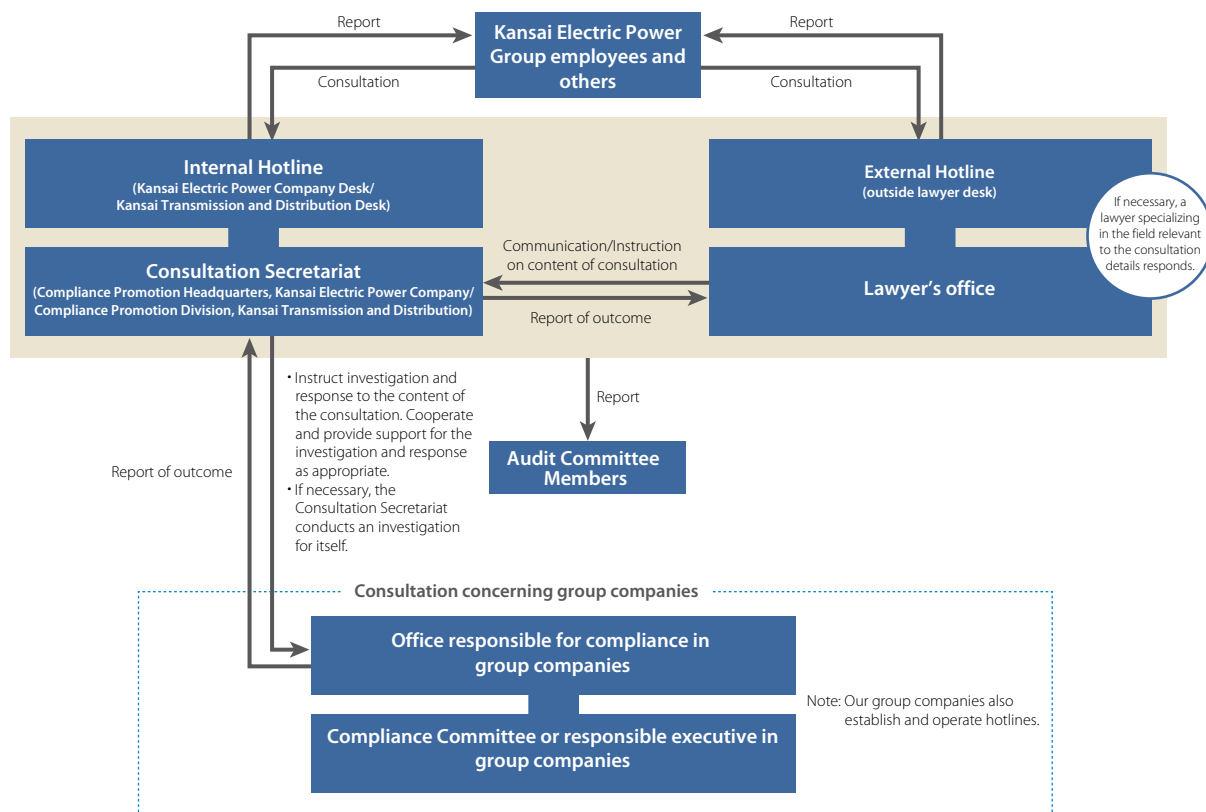 Report
Kansai Electric Power
Group employees and
others
Report
Consultation
Consultation
Internal Hotline
(Kansai Electric Power Company Desk/
Kansai Transmission and Distribution Desk)
External Hotline
(outside lawyer desk)
If necessary, a
lawyer specializing
in the field relevant
to the consultation
details responds.
Consultation Secretariat
(Compliance Promotion Headquarters, Kansai Electric Power Company/
Compliance Promotion Division, Kansai Transmission and Distribution)
Communication/Instruction
on content of consultation
Report of outcome
Lawyer's office
・Instruct investigation and
response to the content of
the consultation. Cooperate
and provide support for the
investigation and response
as appropriate.
・If necessary, the
Consultation Secretariat
conducts an investigation
for itself.
Report of outcome
Report
Audit Committee
Members
Consultation concerning group companies
Office responsible for compliance in
group companies
Compliance Committee or responsible executive in
group companies
Note: Our group companies also
establish and operate hotlines.